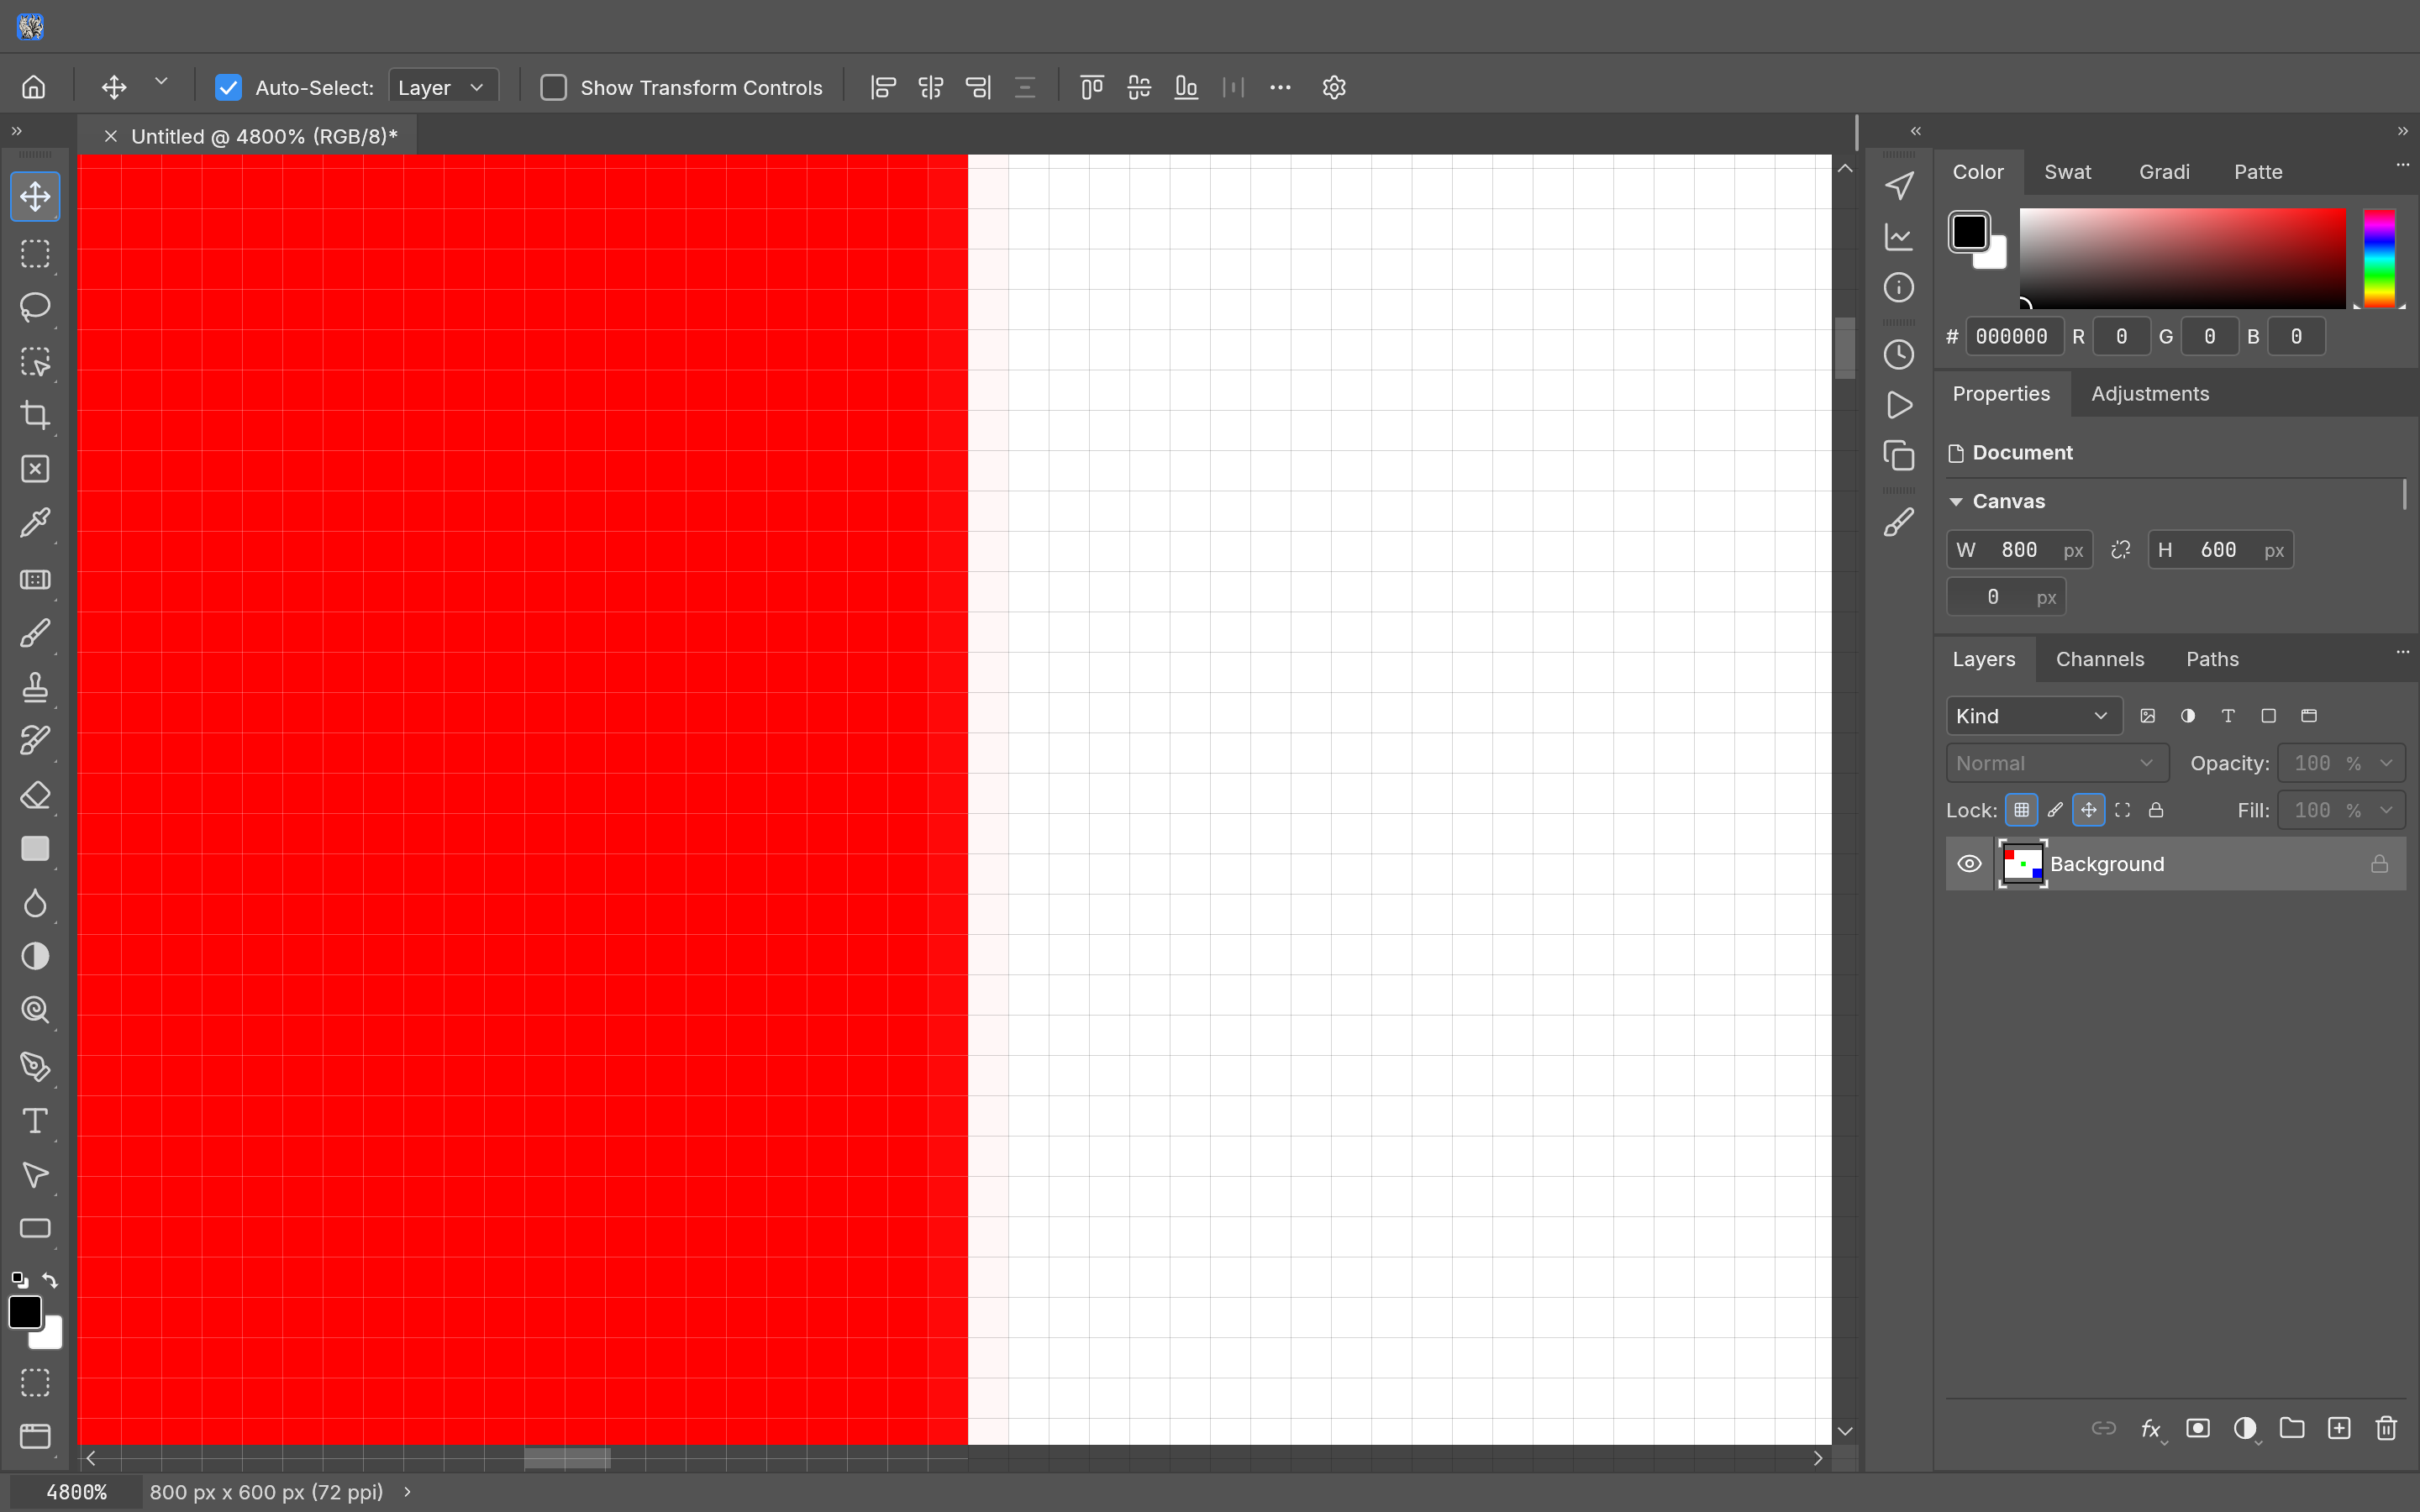 Auto-Select: Layer Show Transform Controls
Untitled @ 4800% (RGB/8)*
Color Swat Gradi Patte
# 000000 R 0 G 0 B 0
Properties Adjustments
Document
Canvas
W 800 px H 600 px
0 px
Layers Channels Paths
Kind
Normal Opacity: 100 %
Lock: Fill: 100 %
Background
fx
4800% 800 px x 600 px (72 ppi)